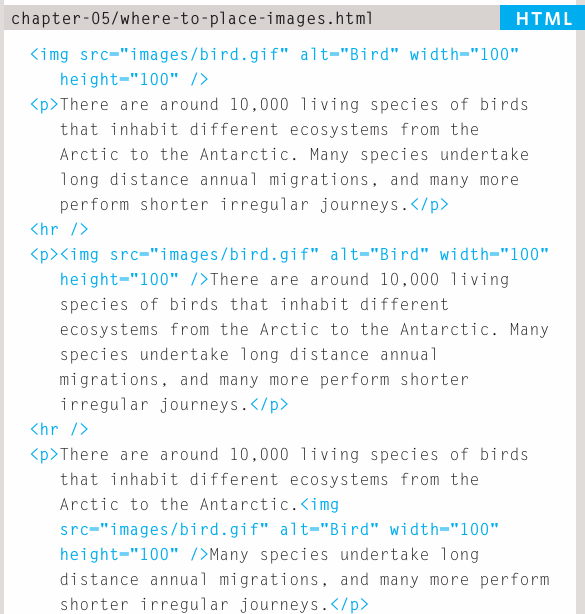 chapter-05/where-to-place-images.html HTML
<img src="images/bird.gif" alt="Bird" width="100"
height="100" />
<p>There are around 10,000 living species of birds
that inhabit different ecosystems from the
Arctic to the Antarctic. Many species undertake
long distance annual migrations, and many more
perform shorter irregular journeys.</p>
<hr />
<p><img src="images/bird.gif" alt="Bird" width="100"
height="100" />There are around 10,000 living
species of birds that inhabit different
ecosystems from the Arctic to the Antarctic. Many
species undertake long distance annual
migrations, and many more perform shorter
irregular journeys.</p>
<hr />
<p>There are around 10,000 living species of birds
that inhabit different ecosystems from the
Arctic to the Antarctic.<img
src="images/bird.gif" alt="Bird" width="100"
height="100" />Many species undertake long
distance annual migrations, and many more perform
shorter irregular journeys.</p>